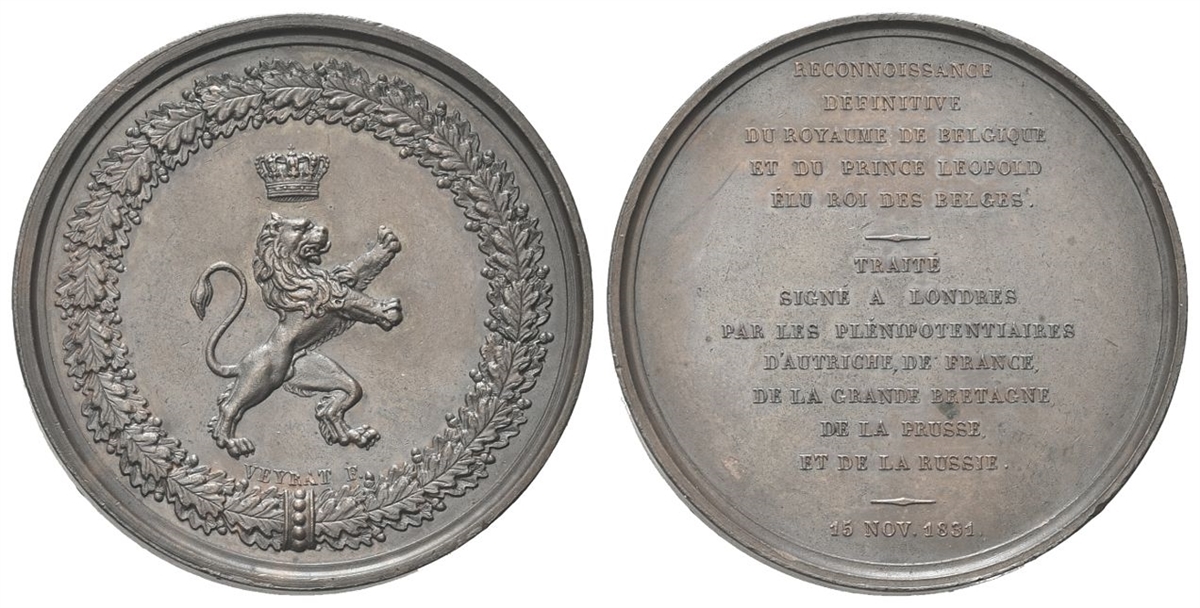 VEYRAT F.
RECONNOISSANCE
DÉFINITIVE
DU ROYAUME DE BELGIQUE
ET DU PRINCE LEOPOLD
ÉLU ROI DES BELGES.
TRAITÉ
SIGNÉ A LONDRES
PAR LES PLÉNIPOTENTIAIRES
D'AUTRICHE, DE FRANCE,
DE LA GRANDE BRETAGNE,
DE LA PRUSSE,
ET DE LA RUSSIE.
15 NOV. 1831.